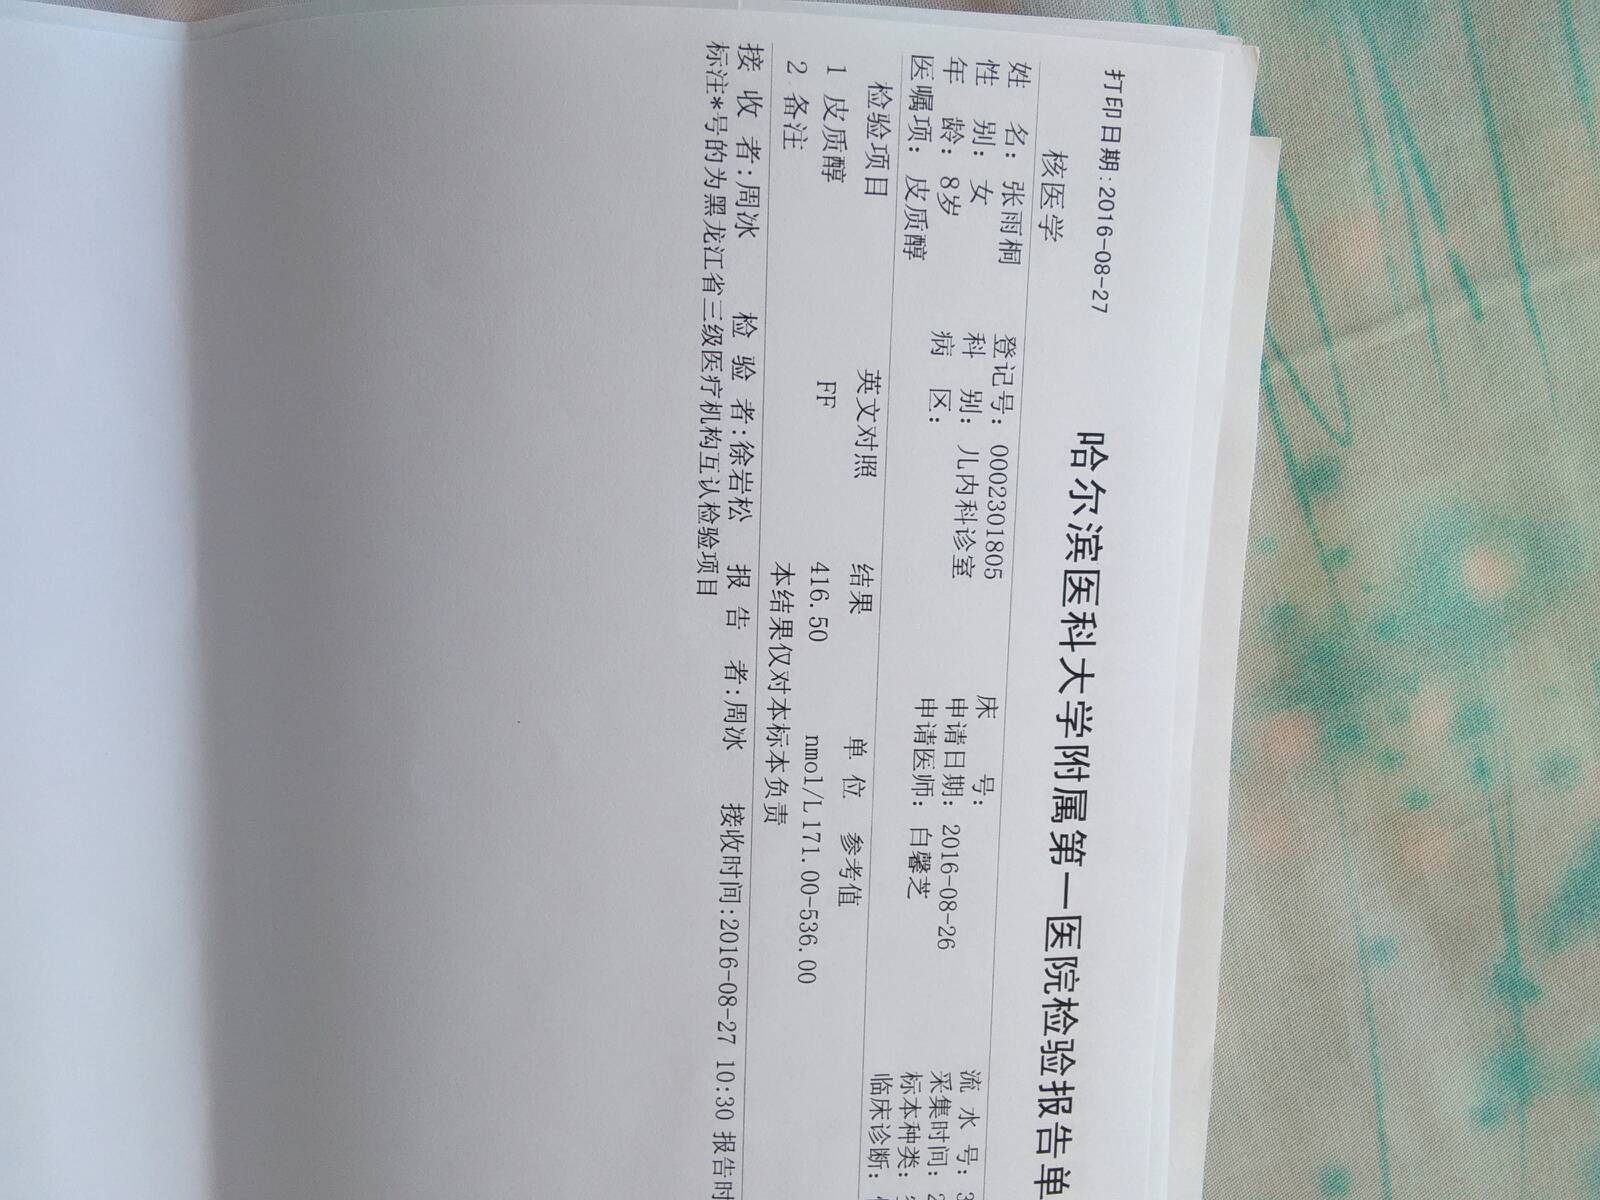 打印日期:2016-08-27
哈尔滨医科大学附属第一医院检验报告单
核医学
姓 名: 张雨桐 登记号: 0002301805 床 号: 流 水 号: 3
性 别: 女 科 别: 儿内科诊室 申请日期: 2016-08-26 采集时间: 2
年 龄: 8岁 病 区: 申请医师: 白馨芝 标本种类:
医嘱项: 皮质醇 临床诊断:
检验项目 英文对照 结果 单 位 参考值
1 皮质醇 FF 416.50 nmol/L 171.00-536.00
2 备注 本结果仅对本标本负责
接 收 者:周冰 检 验 者:徐岩松 报 告 者:周冰 接收时间:2016-08-27 10:30 报告时
标注*号的为黑龙江省三级医疗机构互认检验项目